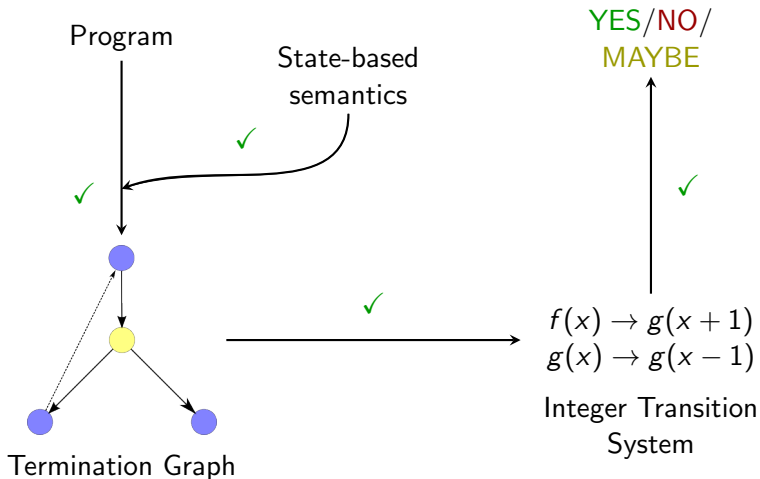 Program
State-based
semantics
YES/NO/
MAYBE
✓
✓
✓
✓
f(x) → g(x + 1)
g(x) → g(x − 1)
Integer Transition
System
Termination Graph